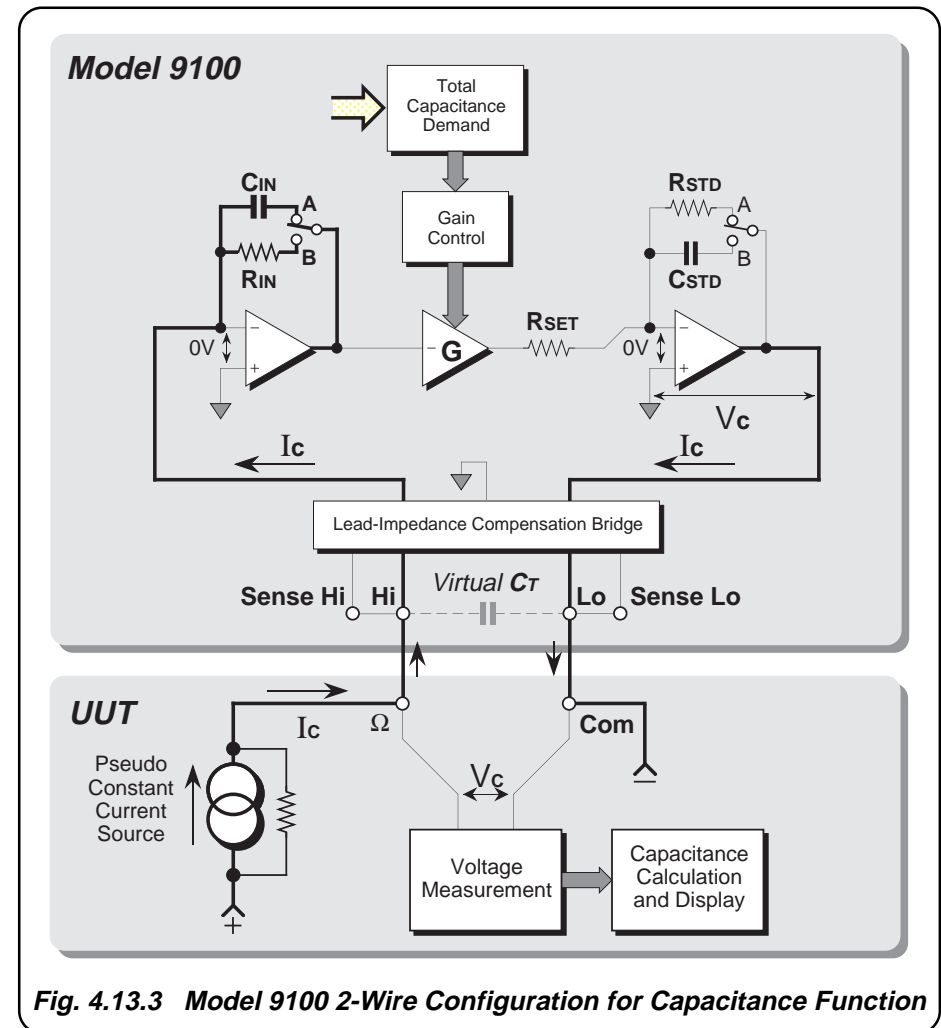 Model 9100
Total
Capacitance
Demand
Gain
Control
CIN
A
B
RIN
0V
−
+
− G
RSET
RSTD
A
B
CSTD
0V
−
+
Vc
Ic
Ic
Lead-Impedance Compensation Bridge
Virtual CT
Sense Hi
Hi
Lo
Sense Lo
UUT
Ic
Ω
Com
Pseudo
Constant
Current
Source
+
−
Vc
Voltage
Measurement
Capacitance
Calculation
and Display
Fig. 4.13.3 Model 9100 2-Wire Configuration for Capacitance Function